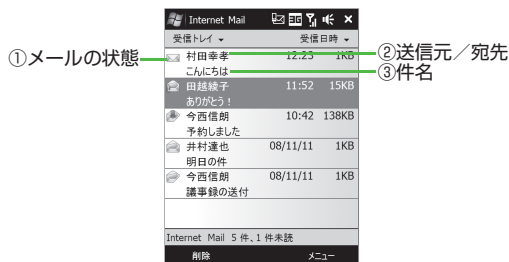 Internet Mail
受信トレイ 受信日時
①メールの状態
村田幸孝 12:23 1KB
②送信元／宛先
こんにちは
③件名
田越綾子 11:52 15KB
ありがとう！
今西信朗 10:42 138KB
予約しました
井村達也 08/11/11 1KB
明日の件
今西信朗 08/11/11 1KB
議事録の送付
Internet Mail 5 件、1 件未読
削除 メニュー